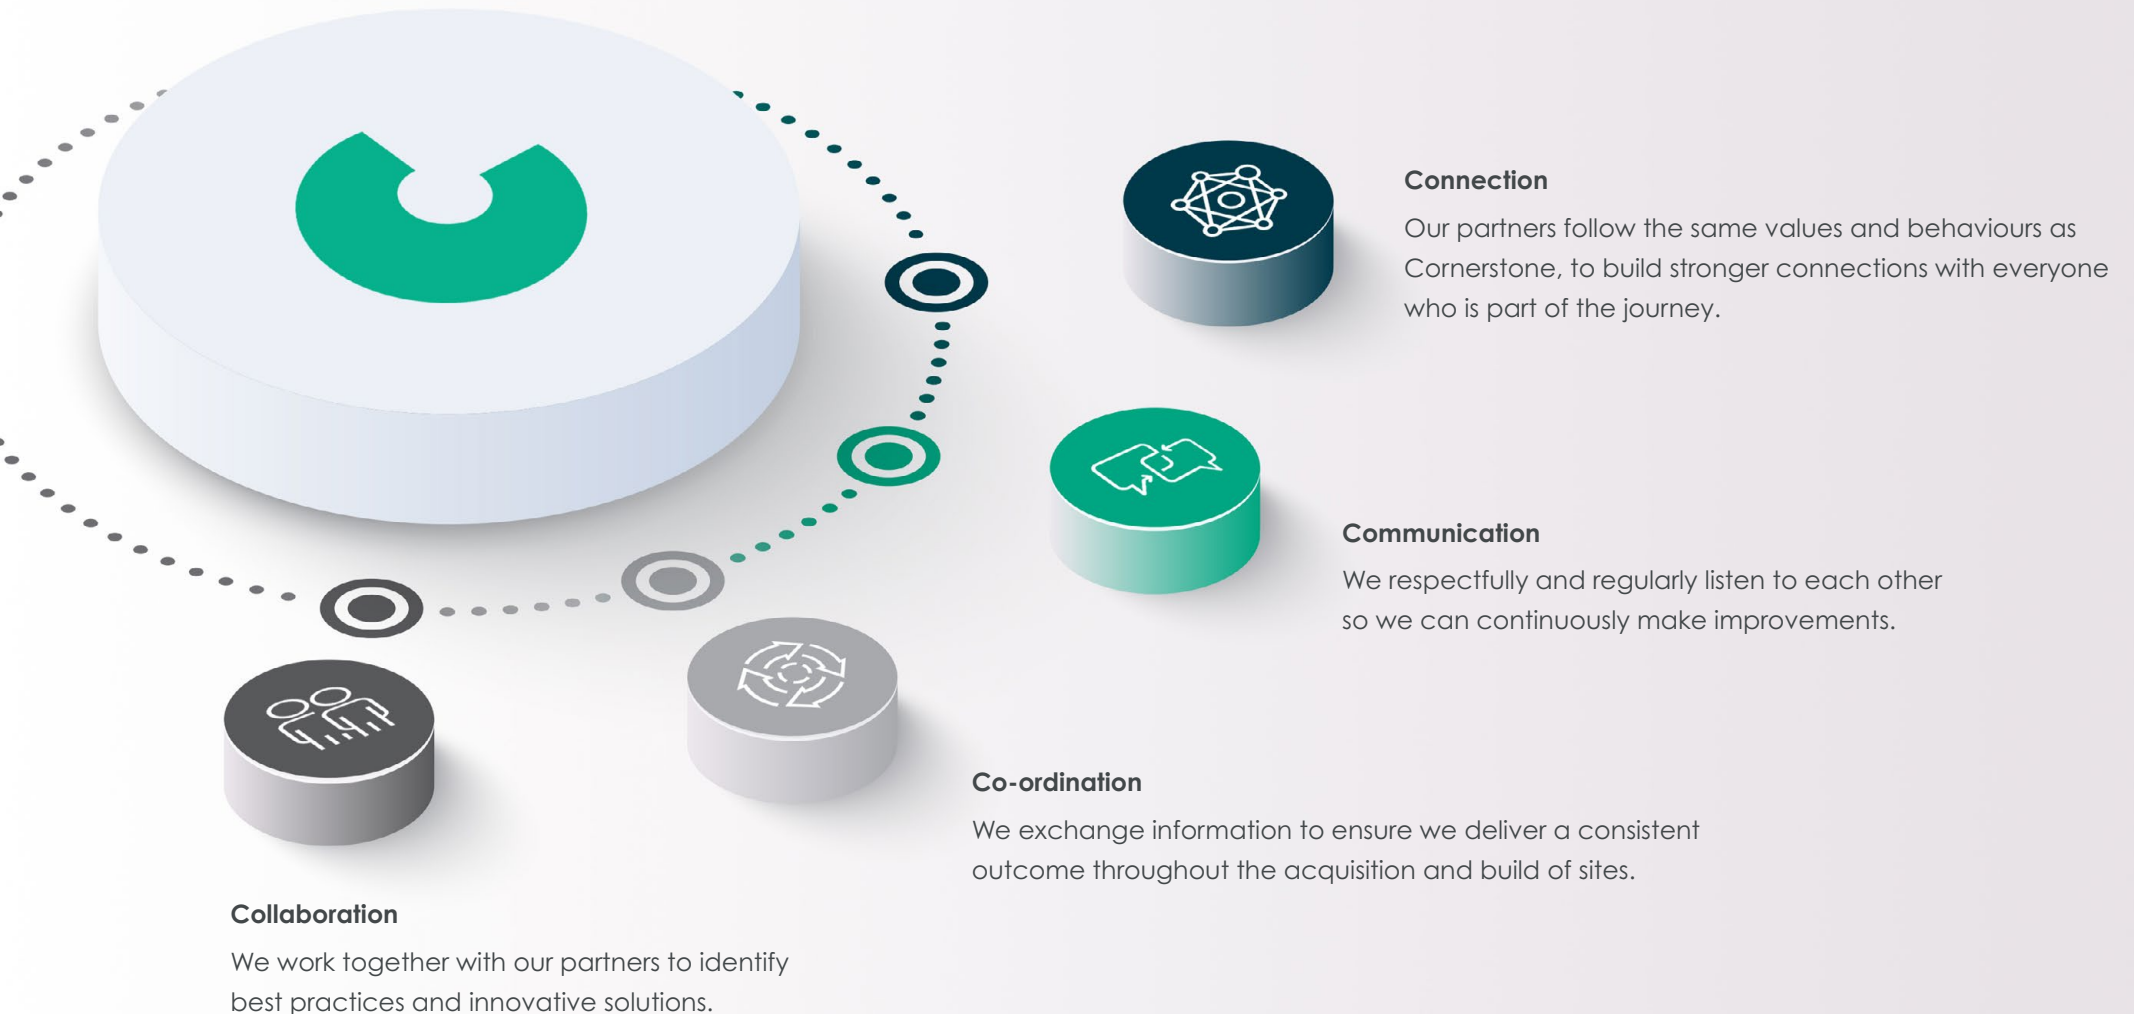 Connection
Our partners follow the same values and behaviours as
Cornerstone, to build stronger connections with everyone
who is part of the journey.
Communication
We respectfully and regularly listen to each other
so we can continuously make improvements.
Co-ordination
We exchange information to ensure we deliver a consistent
outcome throughout the acquisition and build of sites.
Collaboration
We work together with our partners to identify
best practices and innovative solutions.